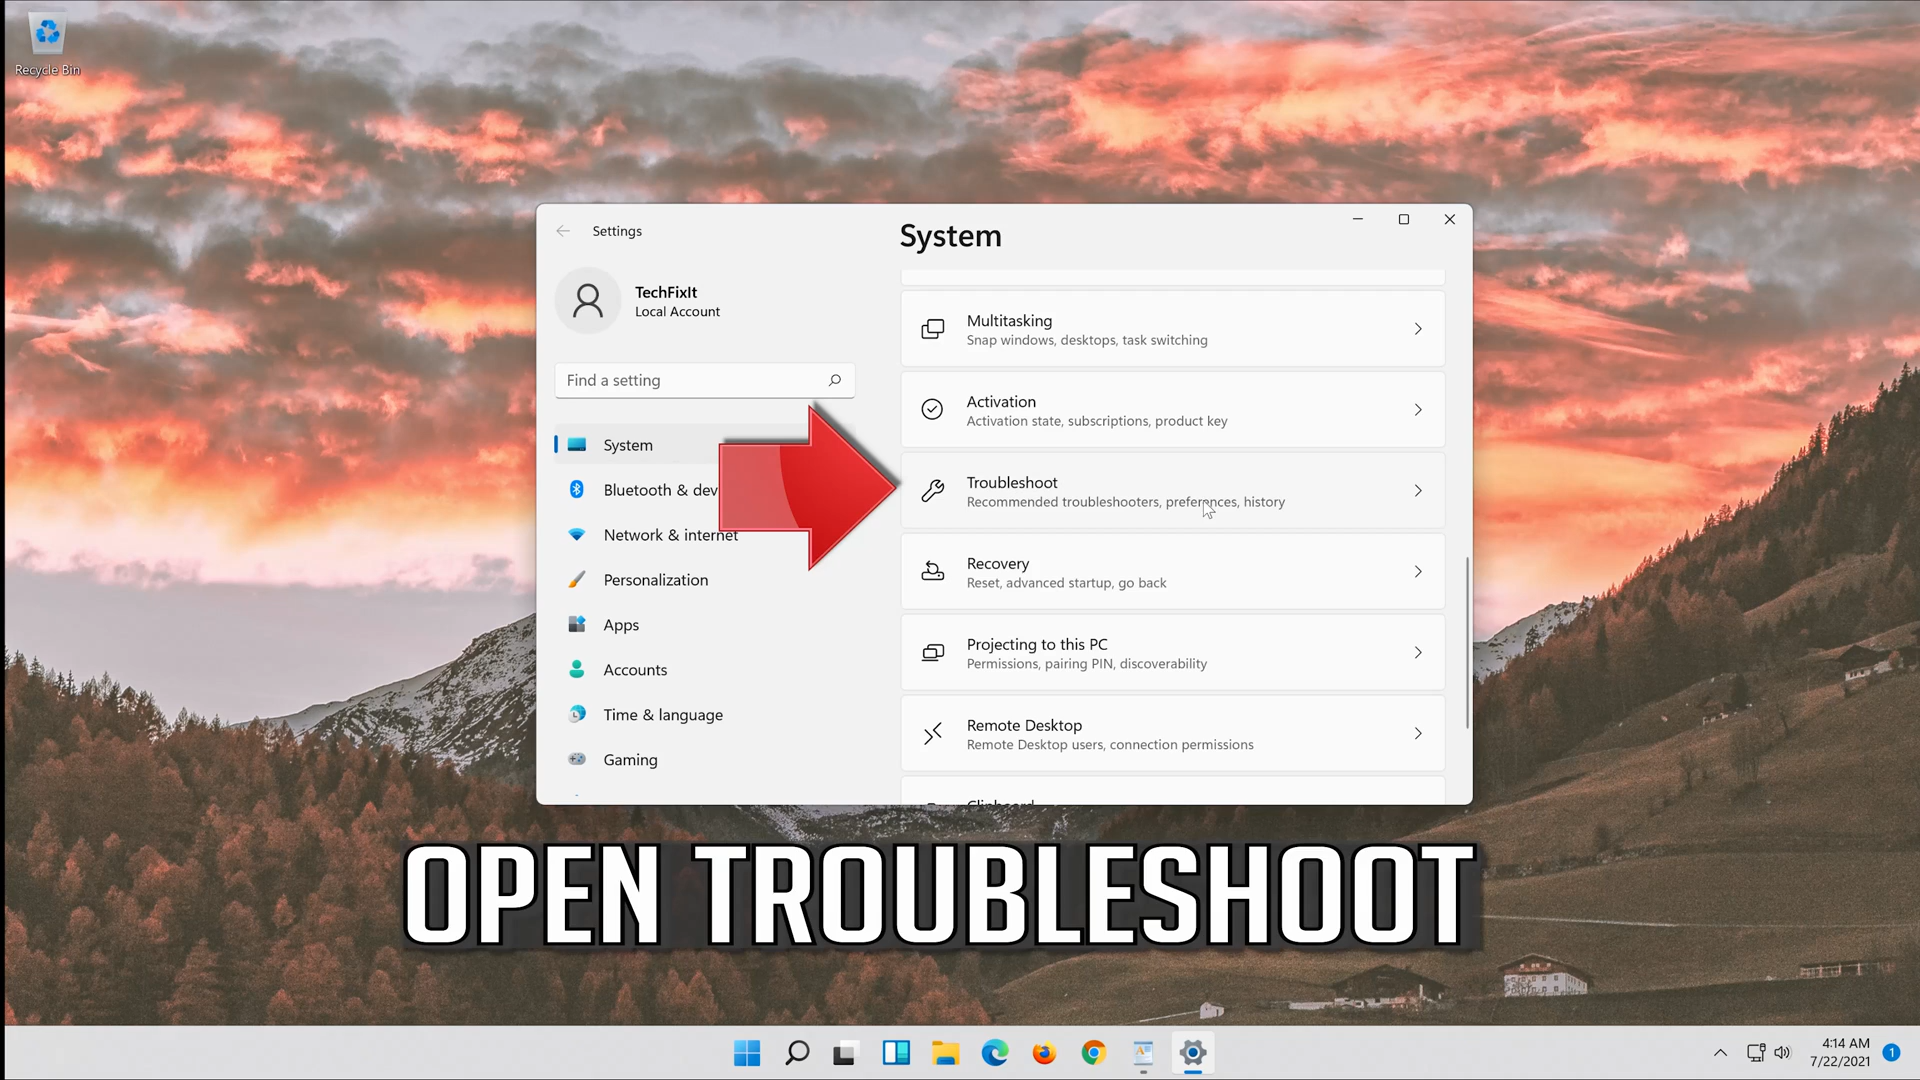 Recycle Bin
Settings
System
TechFixIt
Local Account
Find a setting
System
Bluetooth & dev
Network & internet
Personalization
Apps
Accounts
Time & language
Gaming
Multitasking
Snap windows, desktops, task switching
Activation
Activation state, subscriptions, product key
Troubleshoot
Recommended troubleshooters, preferences, history
Recovery
Reset, advanced startup, go back
Projecting to this PC
Permissions, pairing PIN, discoverability
Remote Desktop
Remote Desktop users, connection permissions
Clipboard
OPEN TROUBLESHOOT
4:14 AM
7/22/2021
1